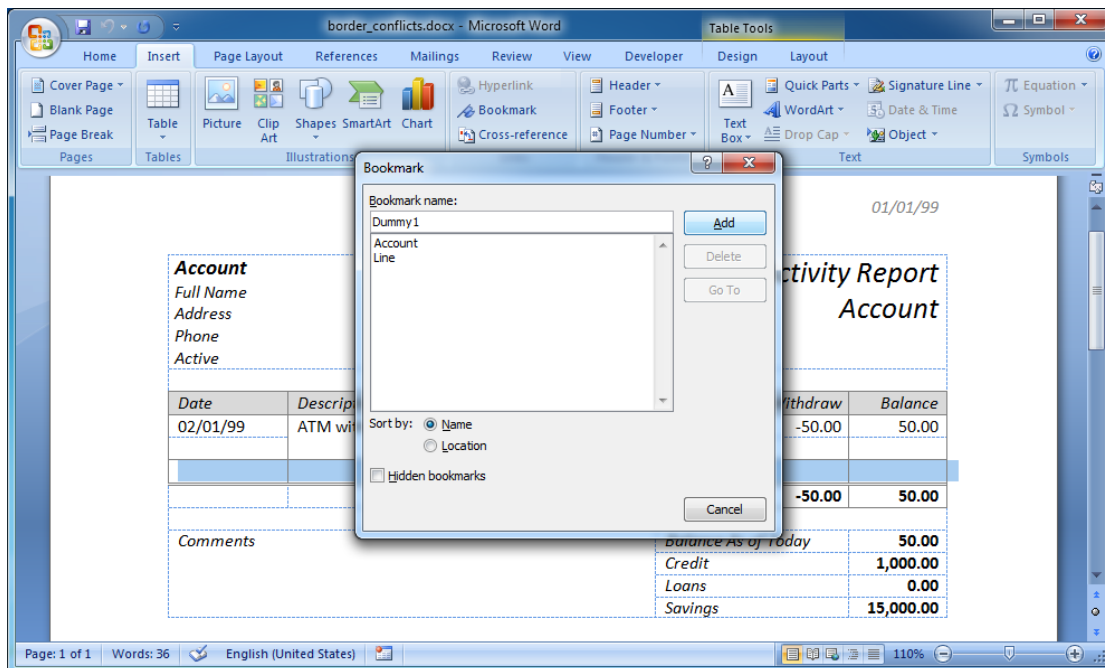 border_conflicts.docx - Microsoft Word
Table Tools
Home Insert Page Layout References Mailings Review View Developer Design Layout
Cover Page
Blank Page
Page Break
Pages
Table
Tables
Picture
Clip Art
Shapes
SmartArt
Chart
Illustrations
Hyperlink
Bookmark
Cross-reference
Header
Footer
Page Number
Text Box
Quick Parts
WordArt
Drop Cap
Signature Line
Date & Time
Object
Text
Equation
Symbol
Symbols
Bookmark
Bookmark name:
Dummy1
Account
Line
Add
Delete
Go To
Sort by: Name
Location
Hidden bookmarks
Cancel
01/01/99
Account
Full Name
Address
Phone
Active
ctivity Report
Account
Date Descrip ithdraw Balance
02/01/99 ATM wi -50.00 50.00
-50.00 50.00
Comments
Balance As of Today 50.00
Credit 1,000.00
Loans 0.00
Savings 15,000.00
Page: 1 of 1 Words: 36 English (United States) 110%